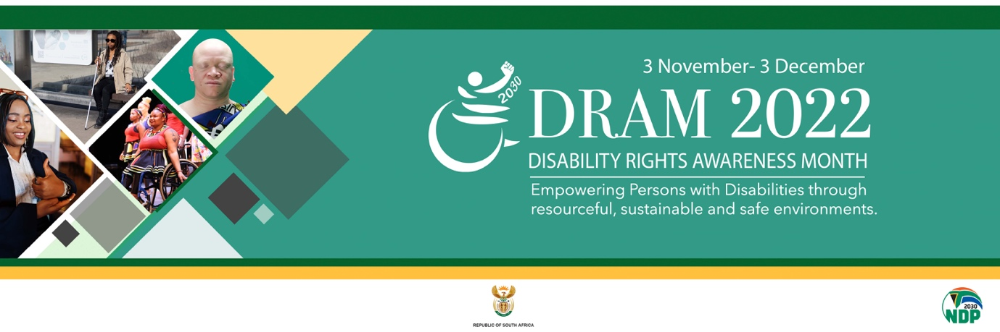 3 November- 3 December
2030
DRAM 2022
DISABILITY RIGHTS AWARENESS MONTH
Empowering Persons with Disabilities through
resourceful, sustainable and safe environments.
REPUBLIC OF SOUTH AFRICA
2030
NDP